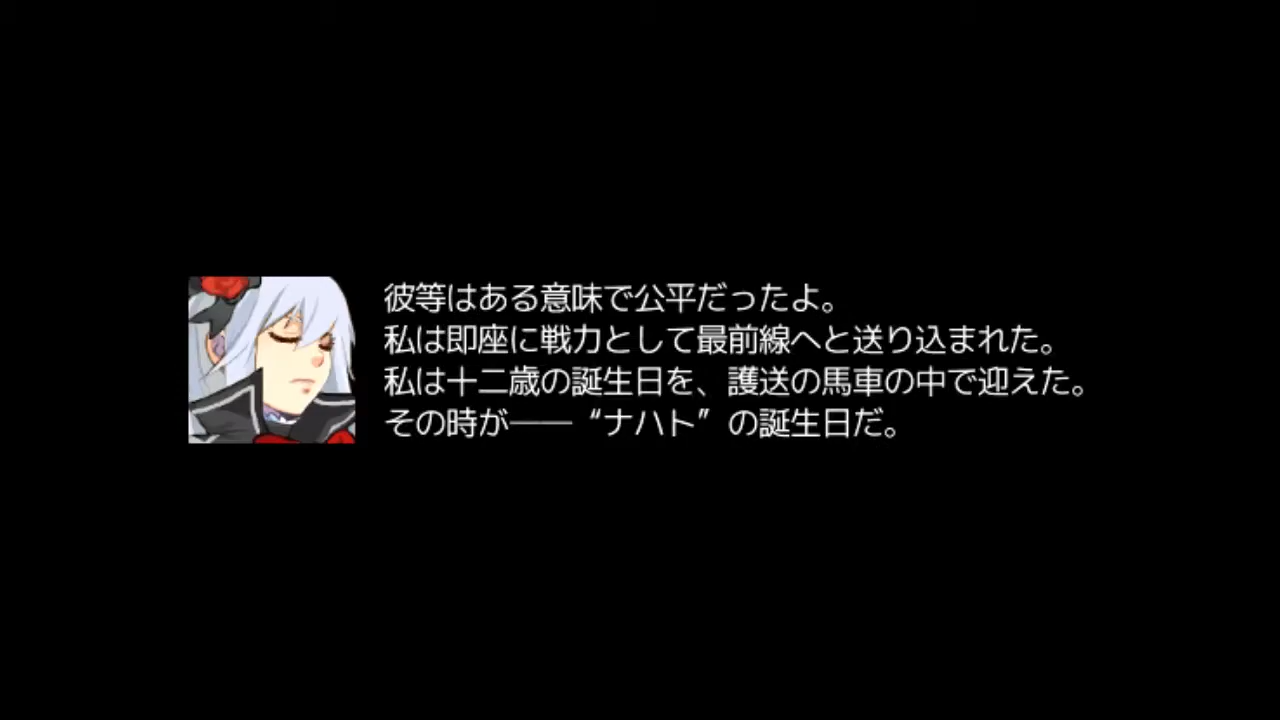 彼等はある意味で公平だったよ。
私は即座に戦力として最前線へと送り込まれた。
私は十二歳の誕生日を、護送の馬車の中で迎えた。
その時が――“ナハト”の誕生日だ。